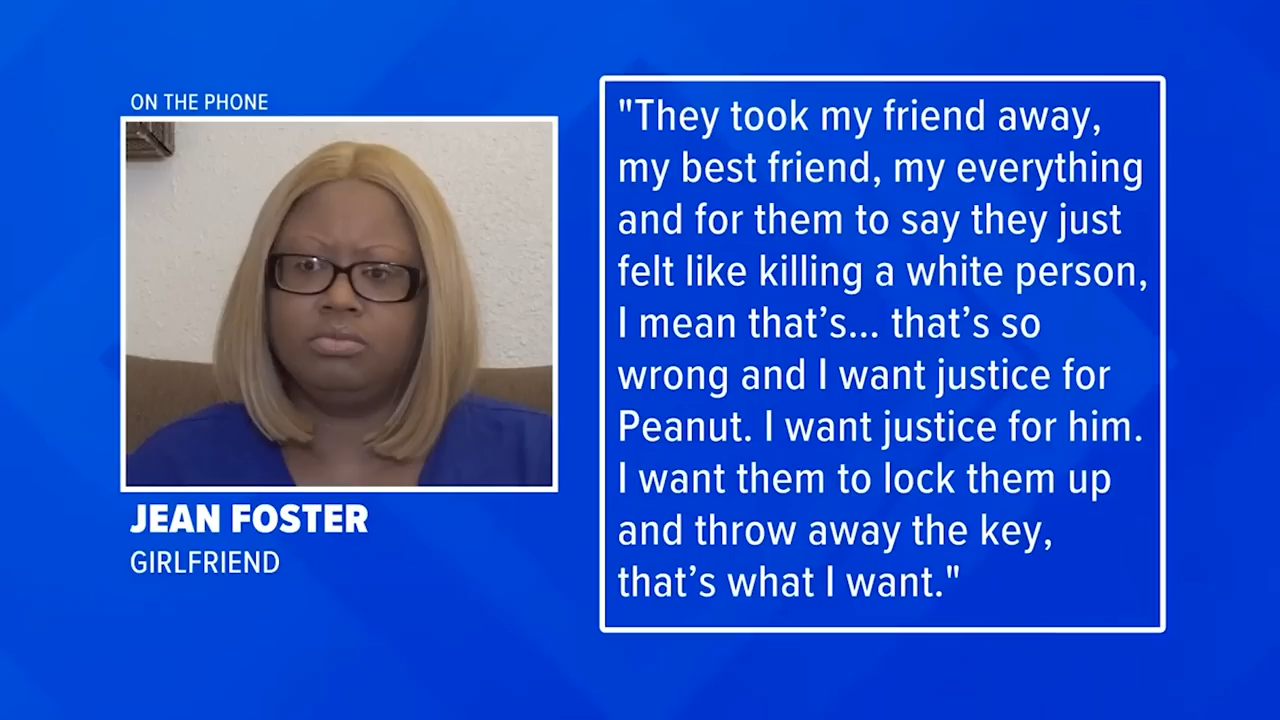 ON THE PHONE
JEAN FOSTER
GIRLFRIEND
"They took my friend away,
my best friend, my everything
and for them to say they just
felt like killing a white person,
I mean that’s... that’s so
wrong and I want justice for
Peanut. I want justice for him.
I want them to lock them up
and throw away the key,
that’s what I want."